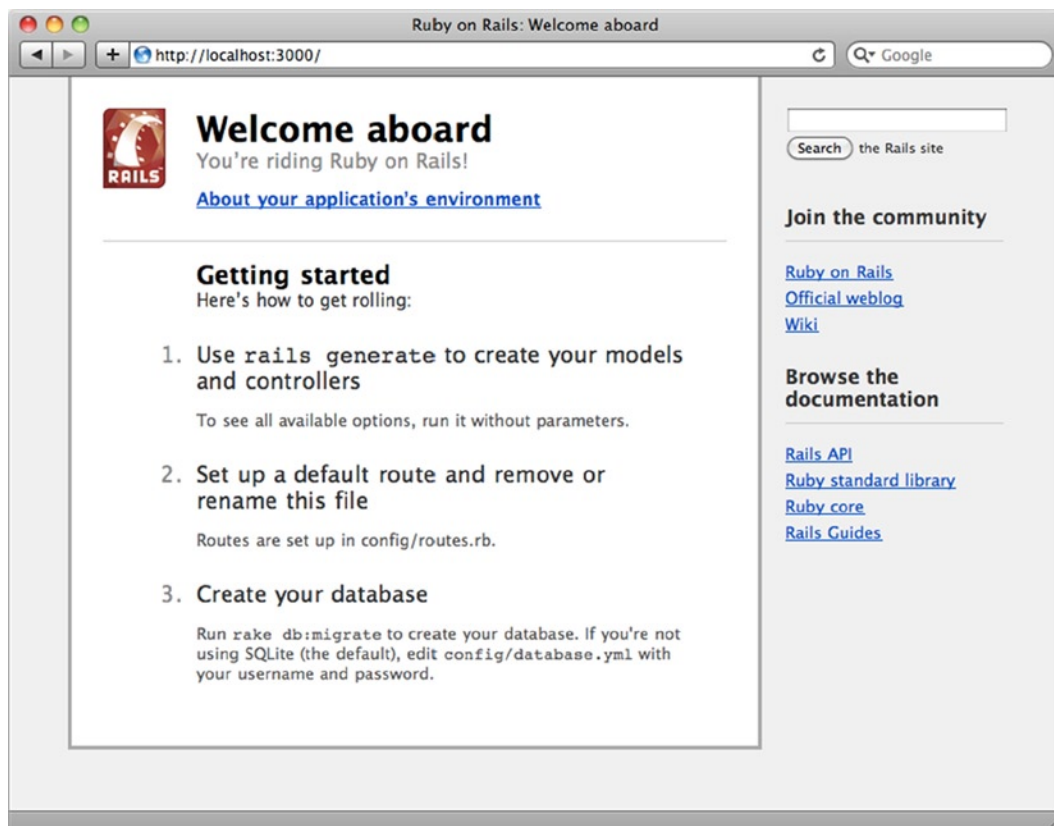 Ruby on Rails: Welcome aboard
http://localhost:3000/
Google
RAILS
Welcome aboard
You're riding Ruby on Rails!
About your application's environment
Getting started
Here's how to get rolling:
1. Use rails generate to create your models
and controllers
To see all available options, run it without parameters.
2. Set up a default route and remove or
rename this file
Routes are set up in config/routes.rb.
3. Create your database
Run rake db:migrate to create your database. If you're not
using SQLite (the default), edit config/database.yml with
your username and password.
Search the Rails site
Join the community
Ruby on Rails
Official weblog
Wiki
Browse the
documentation
Rails API
Ruby standard library
Ruby core
Rails Guides